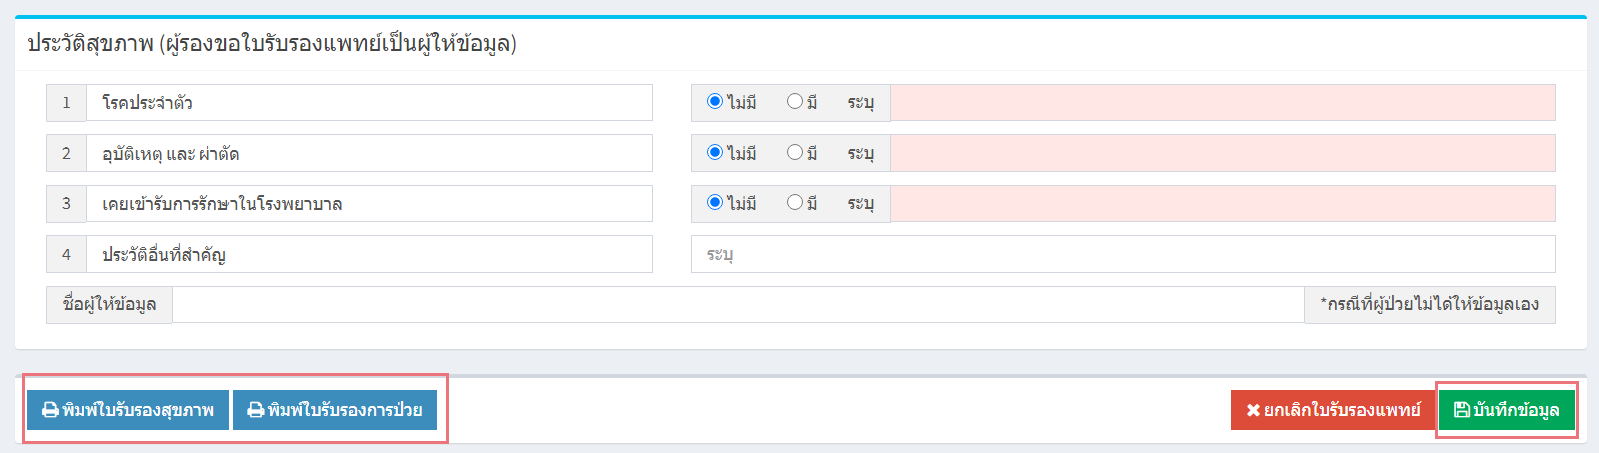 ประวัติสุขภาพ (ผู้รองขอใบรับรองแพทย์เป็นผู้ให้ข้อมูล)
1 โรคประจำตัว ไม่มี มี ระบุ
2 อุบัติเหตุ และ ผ่าตัด ไม่มี มี ระบุ
3 เคยเข้ารับการรักษาในโรงพยาบาล ไม่มี มี ระบุ
4 ประวัติอื่นที่สำคัญ ระบุ
ชื่อผู้ให้ข้อมูล *กรณีที่ผู้ป่วยไม่ได้ให้ข้อมูลเอง
พิมพ์ใบรับรองสุขภาพ พิมพ์ใบรับรองการป่วย ยกเลิกใบรับรองแพทย์ บันทึกข้อมูล